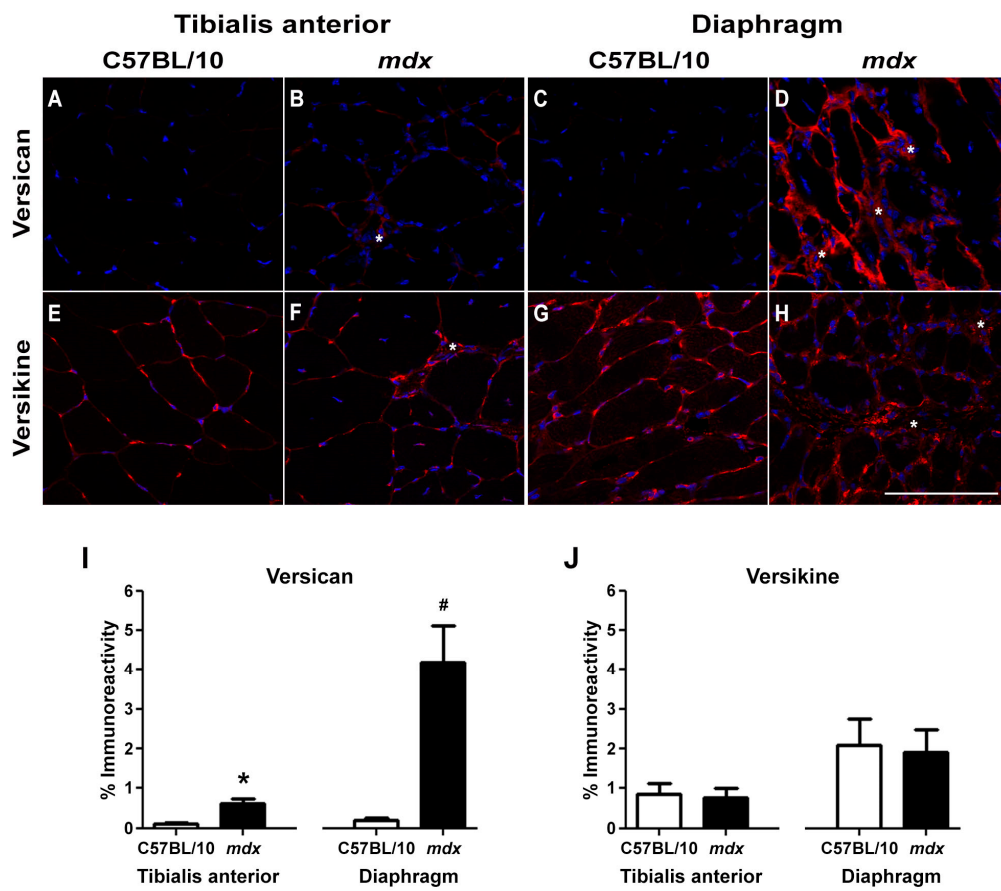 Tibialis anterior Diaphragm
C57BL/10 mdx C57BL/10 mdx
Versican
A B C D
*
*
*
*
Versikine
E F G H
*
*
*
I J
Versican
% Immunoreactivity
6
5
4
3
2
1
0
*
#
C57BL/10 mdx C57BL/10 mdx
Tibialis anterior Diaphragm
Versikine
% Immunoreactivity
6
5
4
3
2
1
0
C57BL/10 mdx C57BL/10 mdx
Tibialis anterior Diaphragm